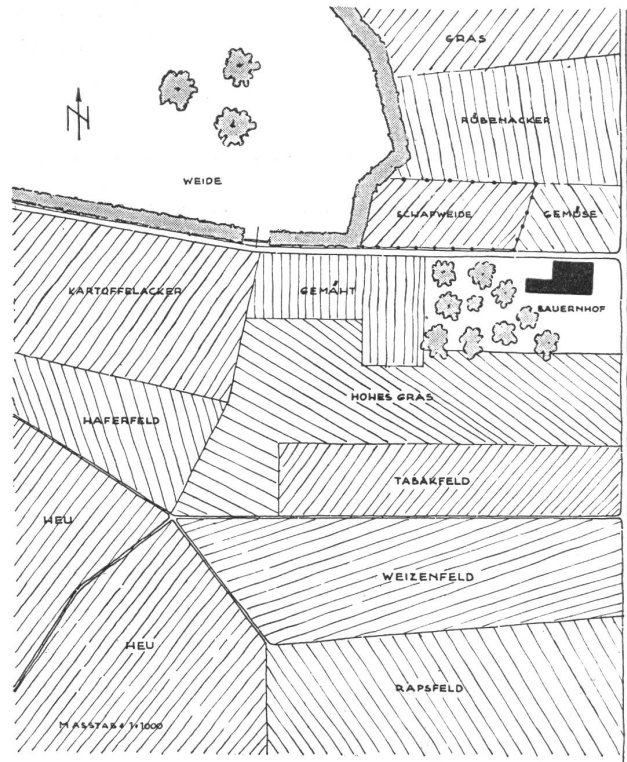 GRAS
RÜBENACKER
N
WEIDE
SCHAFWEIDE
GEMÜSE
KARTOFFELACKER
GEMÄHT
BAUERNHOF
HOHES GRAS
HAFERFELD
TABAKFELD
HEU
WEIZENFELD
HEU
RAPSFELD
MASSTAB 1:1000